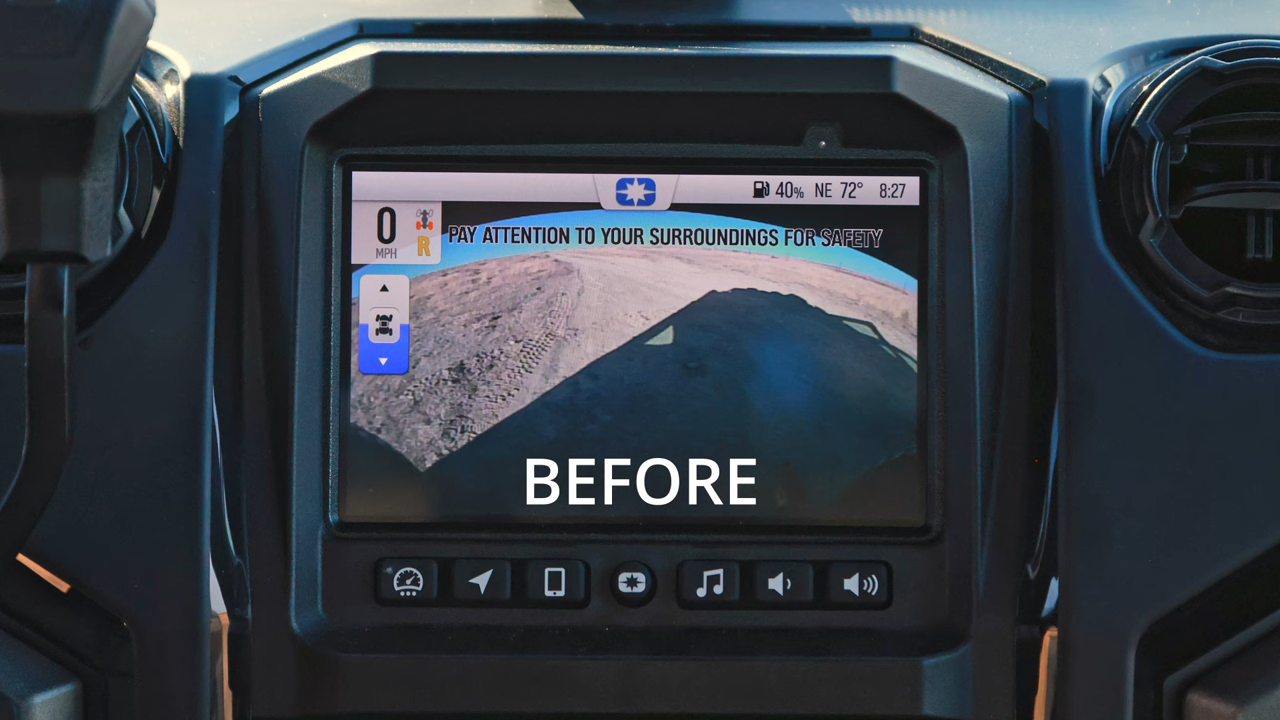 40% NE 72° 8:27
0
MPH
R
PAY ATTENTION TO YOUR SURROUNDINGS FOR SAFETY
BEFORE